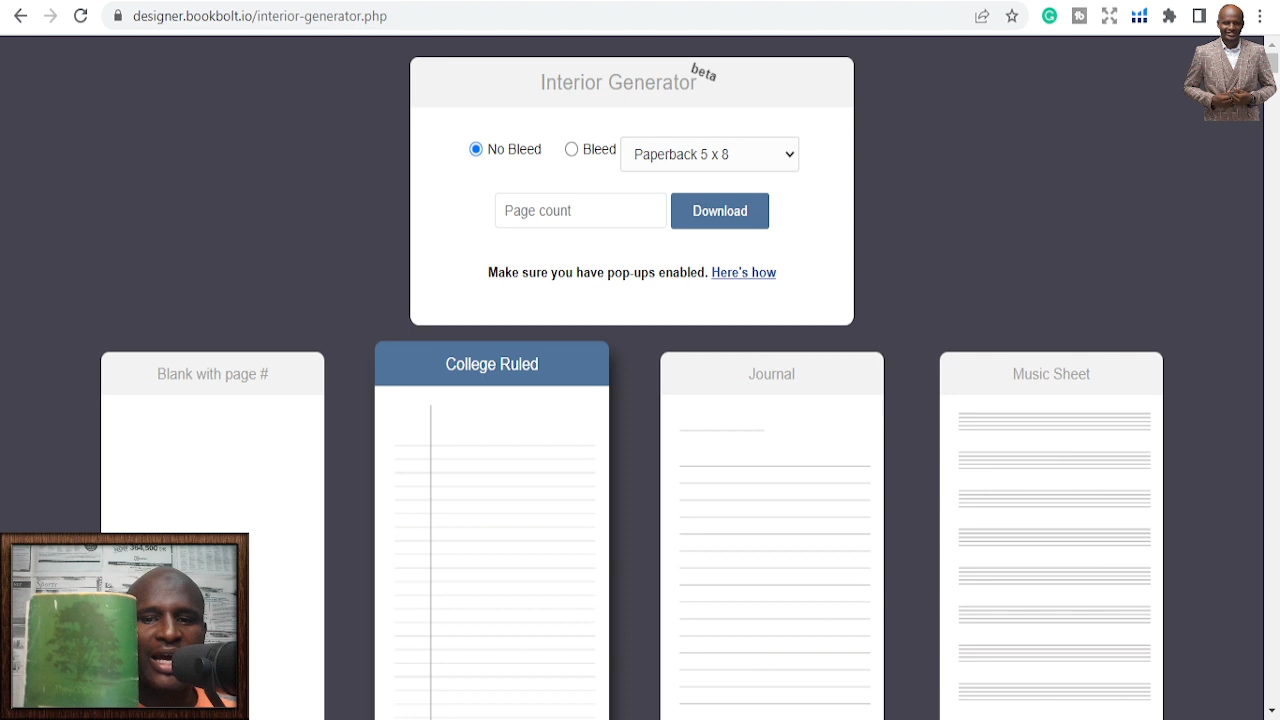 designer.bookbolt.io/interior-generator.php
Interior Generator beta
No Bleed Bleed Paperback 5 x 8
Page count Download
Make sure you have pop-ups enabled. Here's how
Blank with page # College Ruled Journal Music Sheet
Sports